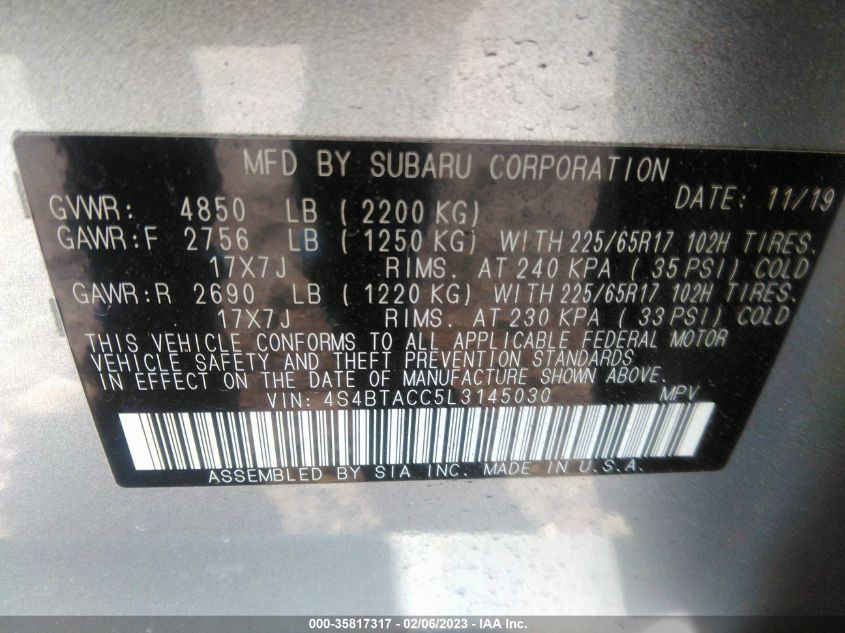 MFD BY SUBARU CORPORATION
DATE: 11/19
GVWR: 4850 LB ( 2200 KG)
GAWR:F 2756 LB ( 1250 KG) WITH 225/65R17 102H TIRES.
17X7J RIMS. AT 240 KPA ( 35 PSI) COLD
GAWR:R 2690 LB ( 1220 KG) WITH 225/65R17 102H TIRES.
17X7J RIMS. AT 230 KPA ( 33 PSI) COLD
THIS VEHICLE CONFORMS TO ALL APPLICABLE FEDERAL MOTOR
VEHICLE SAFETY AND THEFT PREVENTION STANDARDS
IN EFFECT ON THE DATE OF MANUFACTURE SHOWN ABOVE.
VIN: 4S4BTACC5L3145030 MPV
ASSEMBLED BY SIA INC. MADE IN U.S.A.
000-35817317 - 02/06/2023 - IAA Inc.